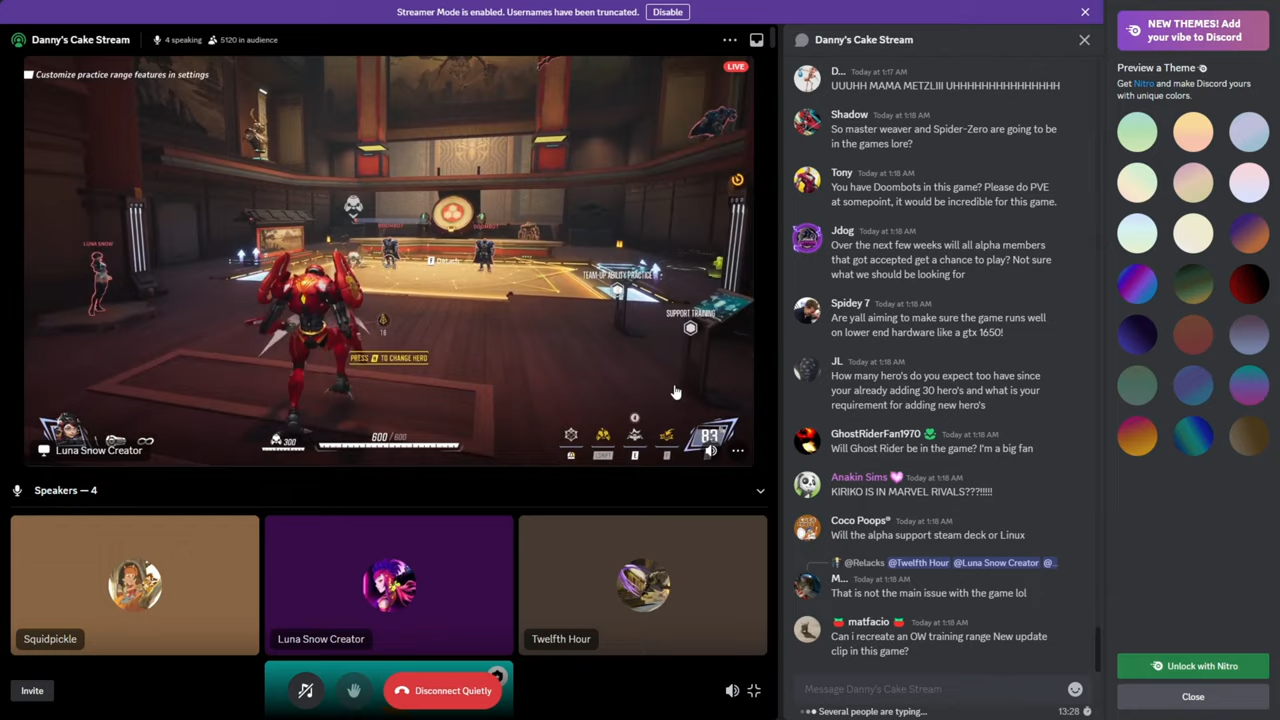 Streamer Mode is enabled. Usernames have been truncated.
Disable
Danny's Cake Stream
4 speaking
5120 in audience
Customize practice range features in settings
LIVE
LUNA SNOW
DOOMBOT
DOOMBOT
TEAM-UP ABILITY PRACTICE
SUPPORT TRAINING
18
PRESS
TO CHANGE HERO
300
600 / 600
83
Luna Snow Creator
Speakers — 4
Squidpickle
Luna Snow Creator
Twelfth Hour
Invite
Disconnect Quietly
Danny's Cake Stream
D... Today at 1:17 AM
UUUHH MAMA METZLIII UHHHHHHHHHHHHHHH
Shadow Today at 1:18 AM
So master weaver and Spider-Zero are going to be
in the games lore?
Tony Today at 1:18 AM
You have Doombots in this game? Please do PVE
at somepoint, it would be incredible for this game.
Jdog Today at 1:18 AM
Over the next few weeks will all alpha members
that got accepted get a chance to play? Not sure
what we should be looking for
Spidey 7 Today at 1:18 AM
Are yall aiming to make sure the game runs well
on lower end hardware like a gtx 1650!
JL Today at 1:18 AM
How many hero's do you expect too have since
your already adding 30 hero's and what is your
requirement for adding new hero's
GhostRiderFan1970 Today at 1:18 AM
Will Ghost Rider be in the game? I'm a big fan
Anakin Sims Today at 1:18 AM
KIRIKO IS IN MARVEL RIVALS???!!!!!
Coco Poops® Today at 1:18 AM
Will the alpha support steam deck or Linux
@Relacks @Twelfth Hour @Luna Snow Creator @...
M... Today at 1:18 AM
That is not the main issue with the game lol
matfacio Today at 1:18 AM
Can i recreate an OW training range New update
clip in this game?
Message Danny's Cake Stream
Several people are typing...
13:28
NEW THEMES! Add
your vibe to Discord
Preview a Theme
Get Nitro and make Discord yours
with unique colors.
Unlock with Nitro
Close